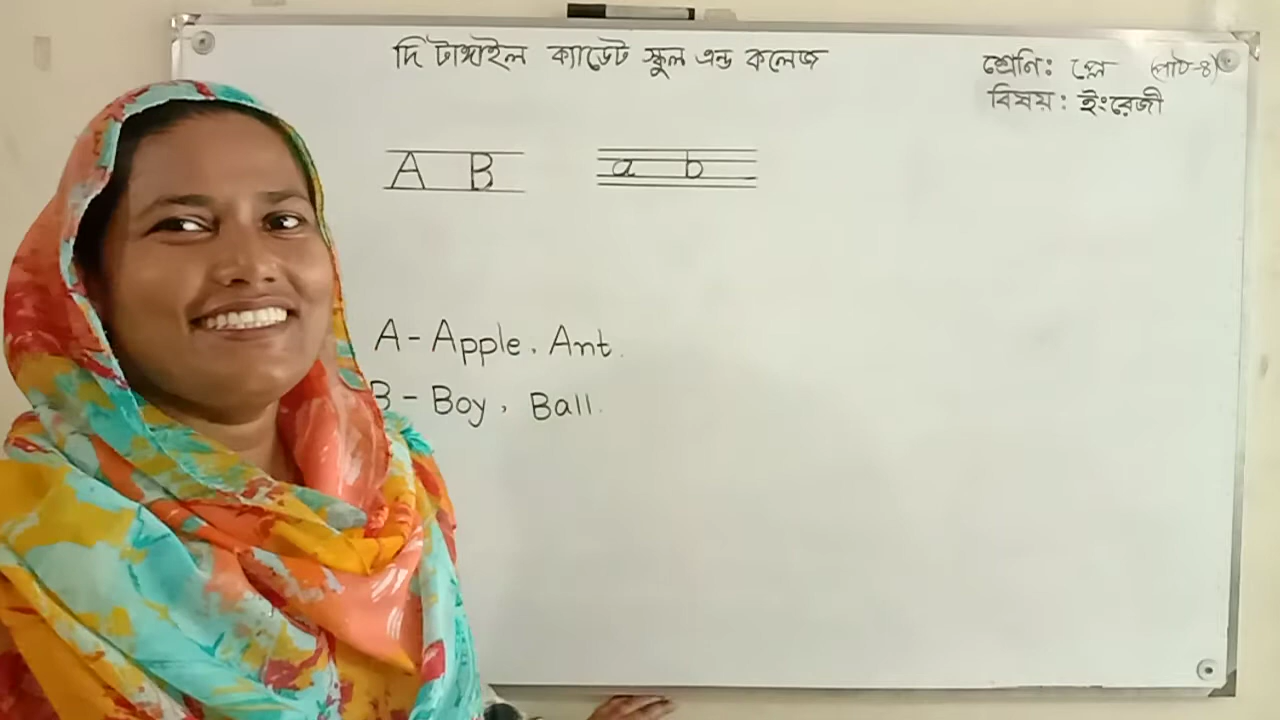 দি টাঙ্গাইল ক্যাডেট স্কুল এন্ড কলেজ
শ্রেণি: প্লে (পার্ট-৪)
বিষয়: ইংরেজী
A B
a b
A - Apple, Ant.
B - Boy, Ball.